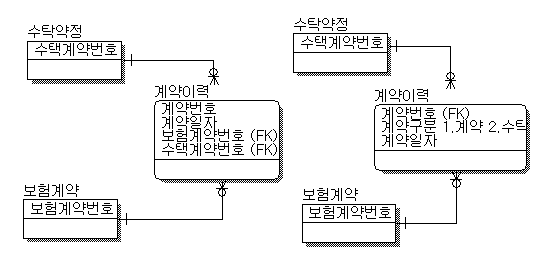 수탁약정
수택계약번호
계약이력
계약번호
계약일자
보험계약번호 (FK)
수택계약번호 (FK)
보험계약
보험계약번호
수탁약정
수택계약번호
계약이력
계약번호 (FK)
계약구분 1.계약 2.수탁
계약일자
보험계약
보험계약번호